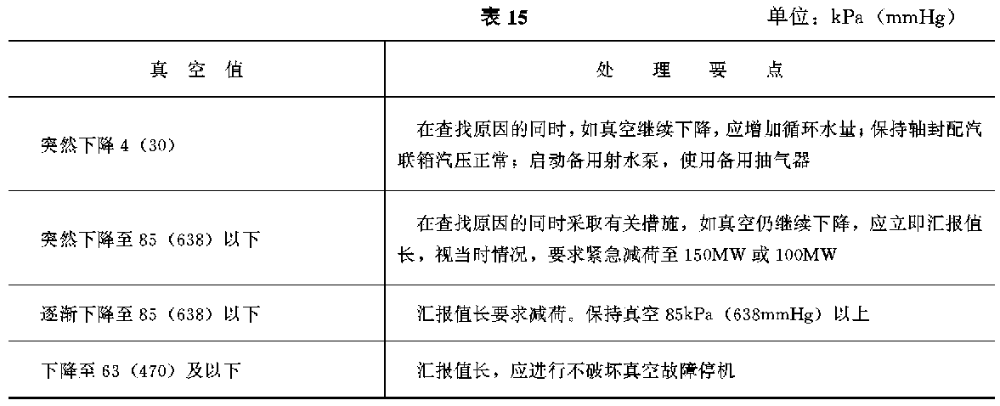 表 15 单位：kPa（mmHg）
真 空 值 处 理 要 点
突然下降 4（30）
在查找原因的同时，如真空继续下降，应增加循环水量；保持轴封配汽
联箱汽压正常；启动备用射水泵，使用备用抽气器
突然下降至 85（638）以下
在查找原因的同时采取有关措施，如真空仍继续下降，应立即汇报值
长，视当时情况，要求紧急减荷至 150MW 或 100MW
逐渐下降至 85（638）以下
汇报值长要求减荷。保持真空 85kPa（638mmHg）以上
下降至 63（470）及以下
汇报值长，应进行不破坏真空故障停机